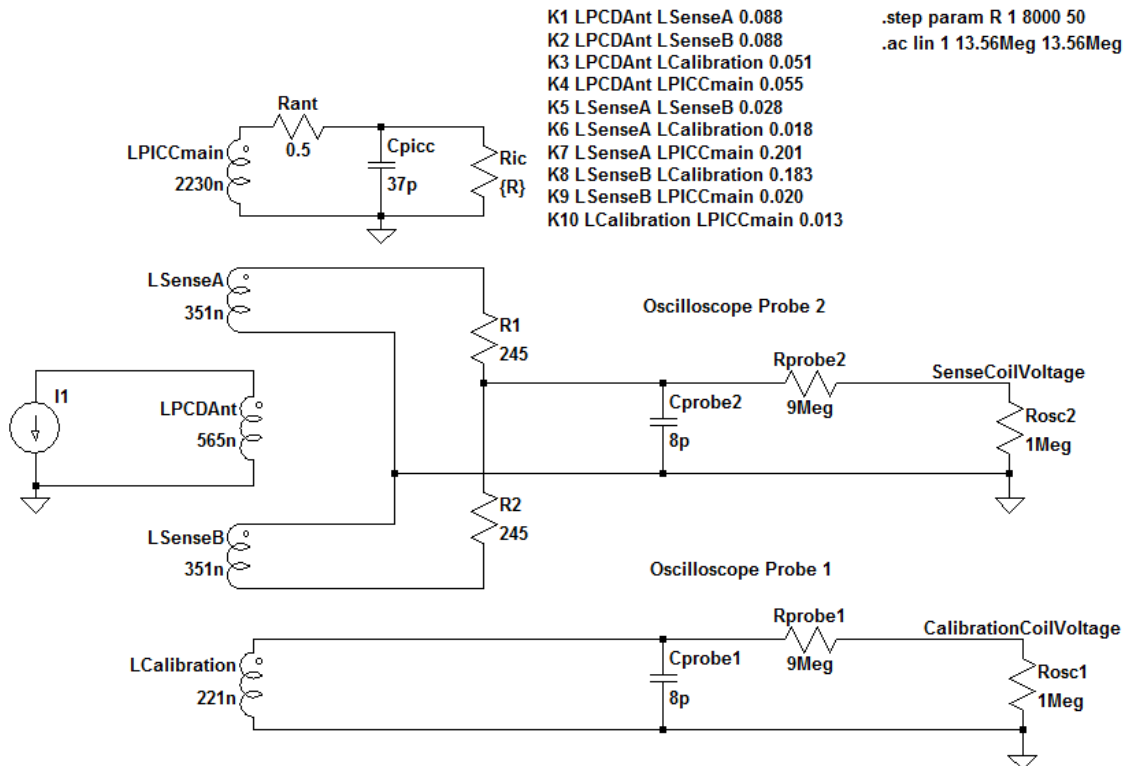 K1 LPCDAnt LSenseA 0.088
K2 LPCDAnt LSenseB 0.088
K3 LPCDAnt LCalibration 0.051
K4 LPCDAnt LPICCmain 0.055
K5 LSenseA LSenseB 0.028
K6 LSenseA LCalibration 0.018
K7 LSenseA LPICCmain 0.201
K8 LSenseB LCalibration 0.183
K9 LSenseB LPICCmain 0.020
K10 LCalibration LPICCmain 0.013
.step param R 1 8000 50
.ac lin 1 13.56Meg 13.56Meg
Rant
0.5
LPICCmain
2230n
Cpicc
37p
Ric
{R}
LSenseA
351n
R1
245
Oscilloscope Probe 2
Rprobe2
9Meg
SenseCoilVoltage
Cprobe2
8p
Rosc2
1Meg
I1
LPCDAnt
565n
R2
245
LSenseB
351n
Oscilloscope Probe 1
Rprobe1
9Meg
CalibrationCoilVoltage
LCalibration
221n
Cprobe1
8p
Rosc1
1Meg